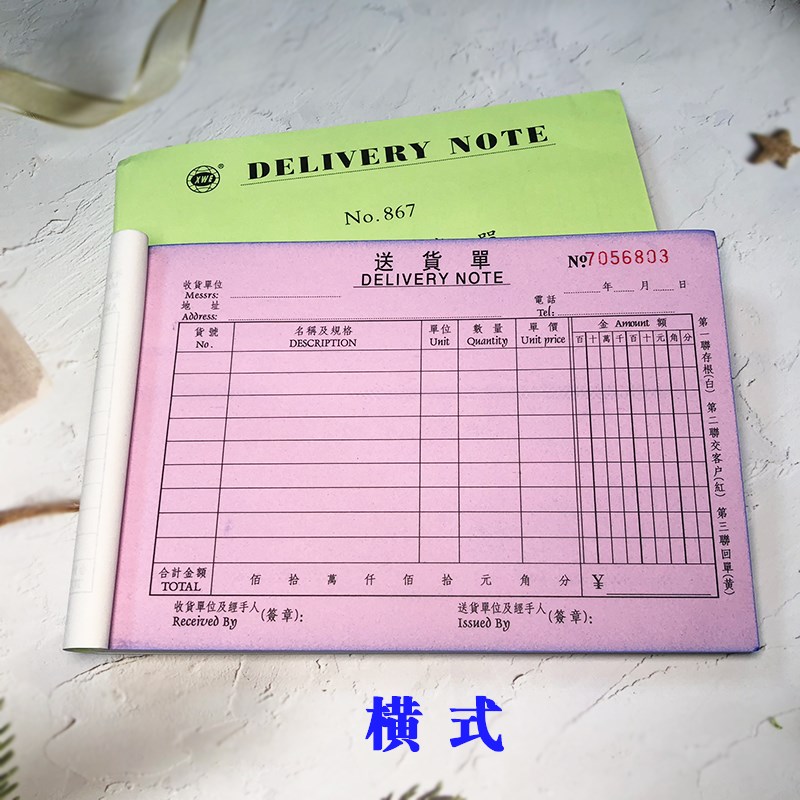 XWE ®
DELIVERY NOTE
No.867
送貨單
DELIVERY NOTE
№7056803
收貨單位
Messrs:
年 月 日
地 址
Address:
電話
Tel:
貨號 名稱及規格 單位 數量 單價 金 Amount 額
No. DESCRIPTION Unit Quantity Unit price 百 十 萬 千 百 十 元 角 分
合計金額
TOTAL
佰 拾 萬 仟 佰 拾 元 角 分 ¥
收貨單位及經手人(簽章):
Received By
送貨單位及經手人(簽章):
Issued By
第一聯存根(白) 第二聯交客户(紅) 第三聯回單(黃)
横式